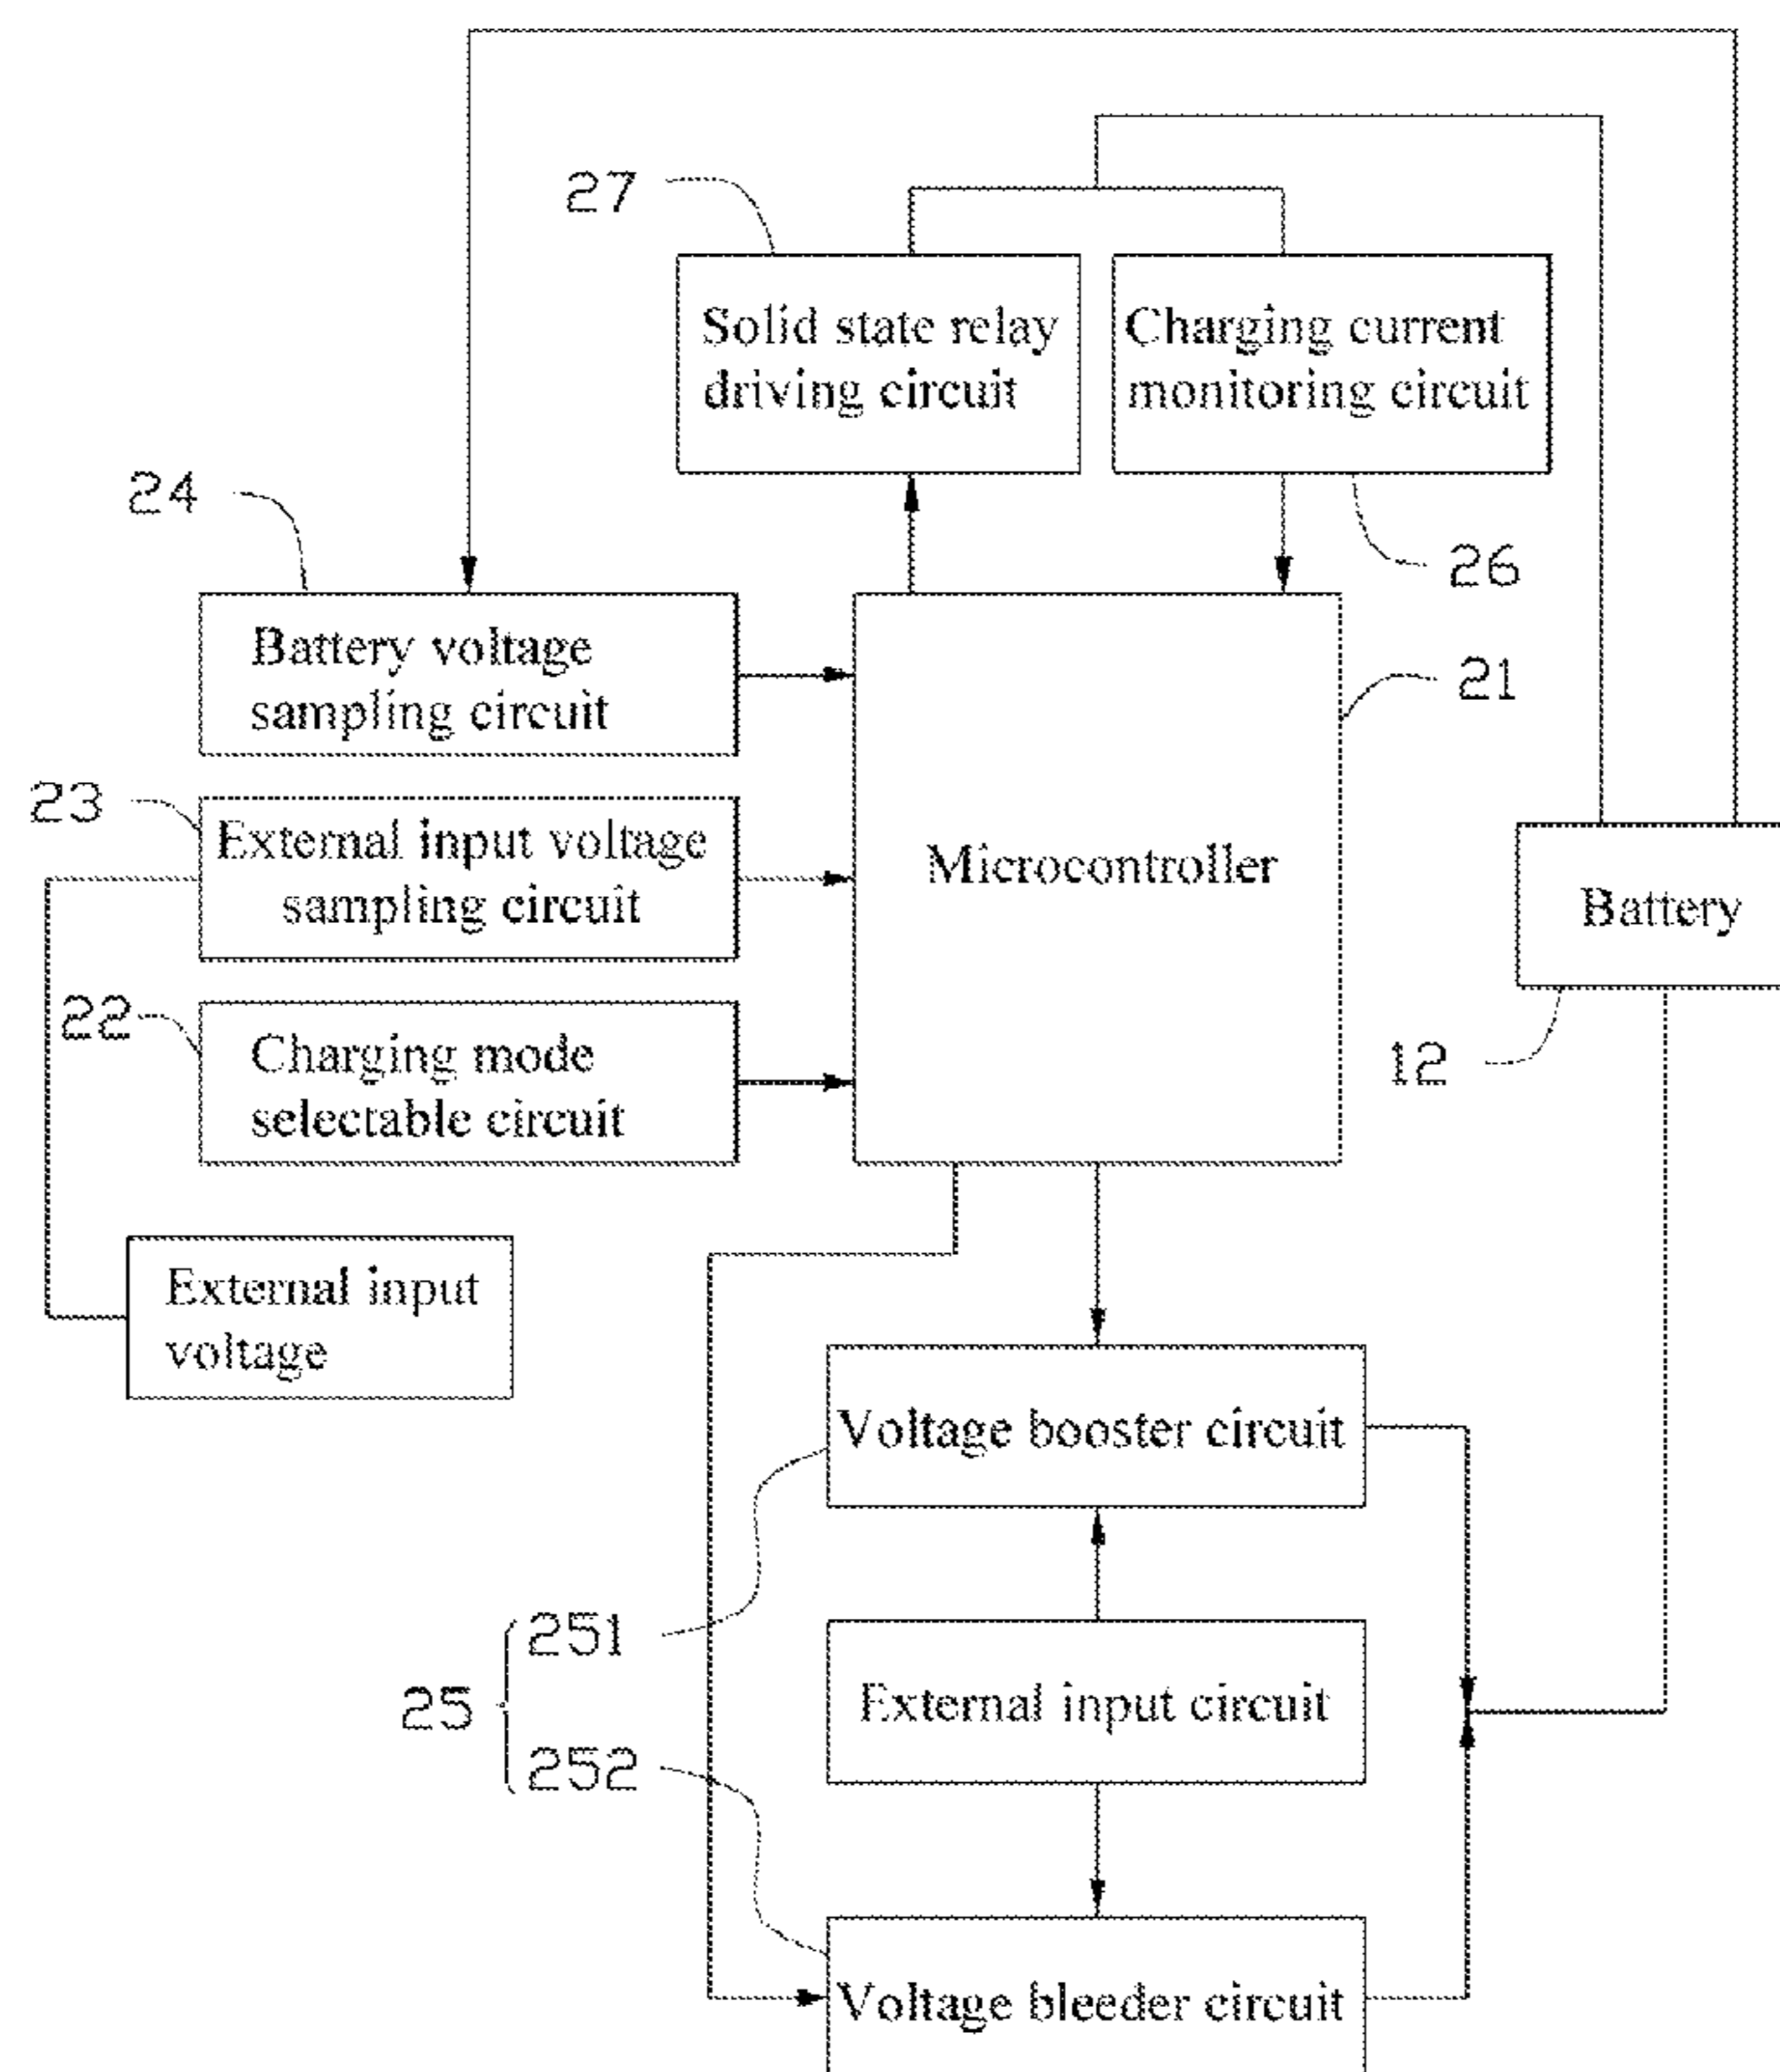 27
Solid state relay
driving circuit
Charging current
monitoring circuit
24
26
Battery voltage
sampling circuit
21
23
External input voltage
sampling circuit
Microcontroller
Battery
22
Charging mode
selectable circuit
12
External input
voltage
Voltage booster circuit
251
25
External input circuit
252
Voltage bleeder circuit